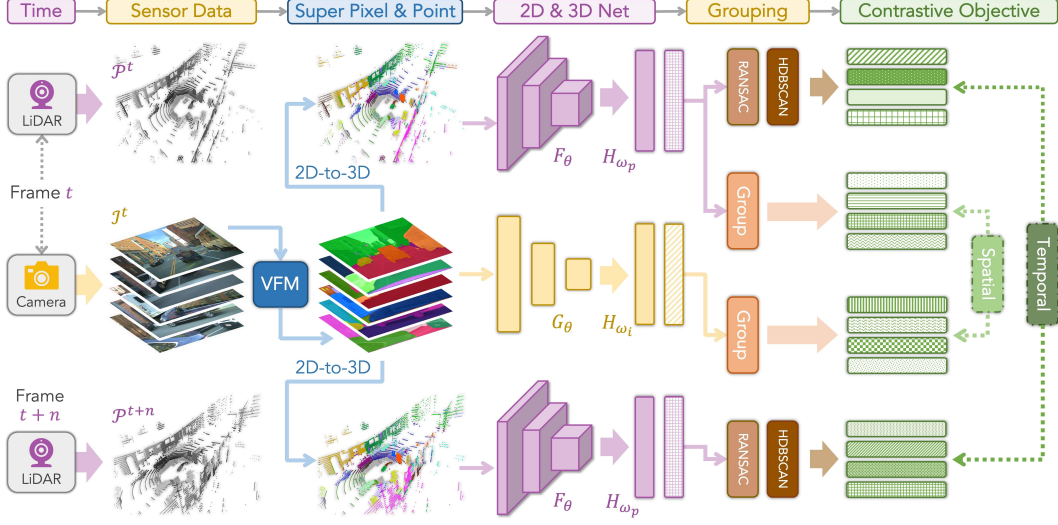 Time
Sensor Data
Super Pixel & Point
2D & 3D Net
Grouping
Contrastive Objective
𝒫^t
LiDAR
F_θ
H_{ω_p}
RANSAC
HDBSCAN
2D-to-3D
Frame t
ℐ^t
Camera
VFM
G_θ
H_{ω_i}
Group
Group
Spatial
Temporal
2D-to-3D
Frame
t + n
𝒫^{t+n}
LiDAR
F_θ
H_{ω_p}
RANSAC
HDBSCAN